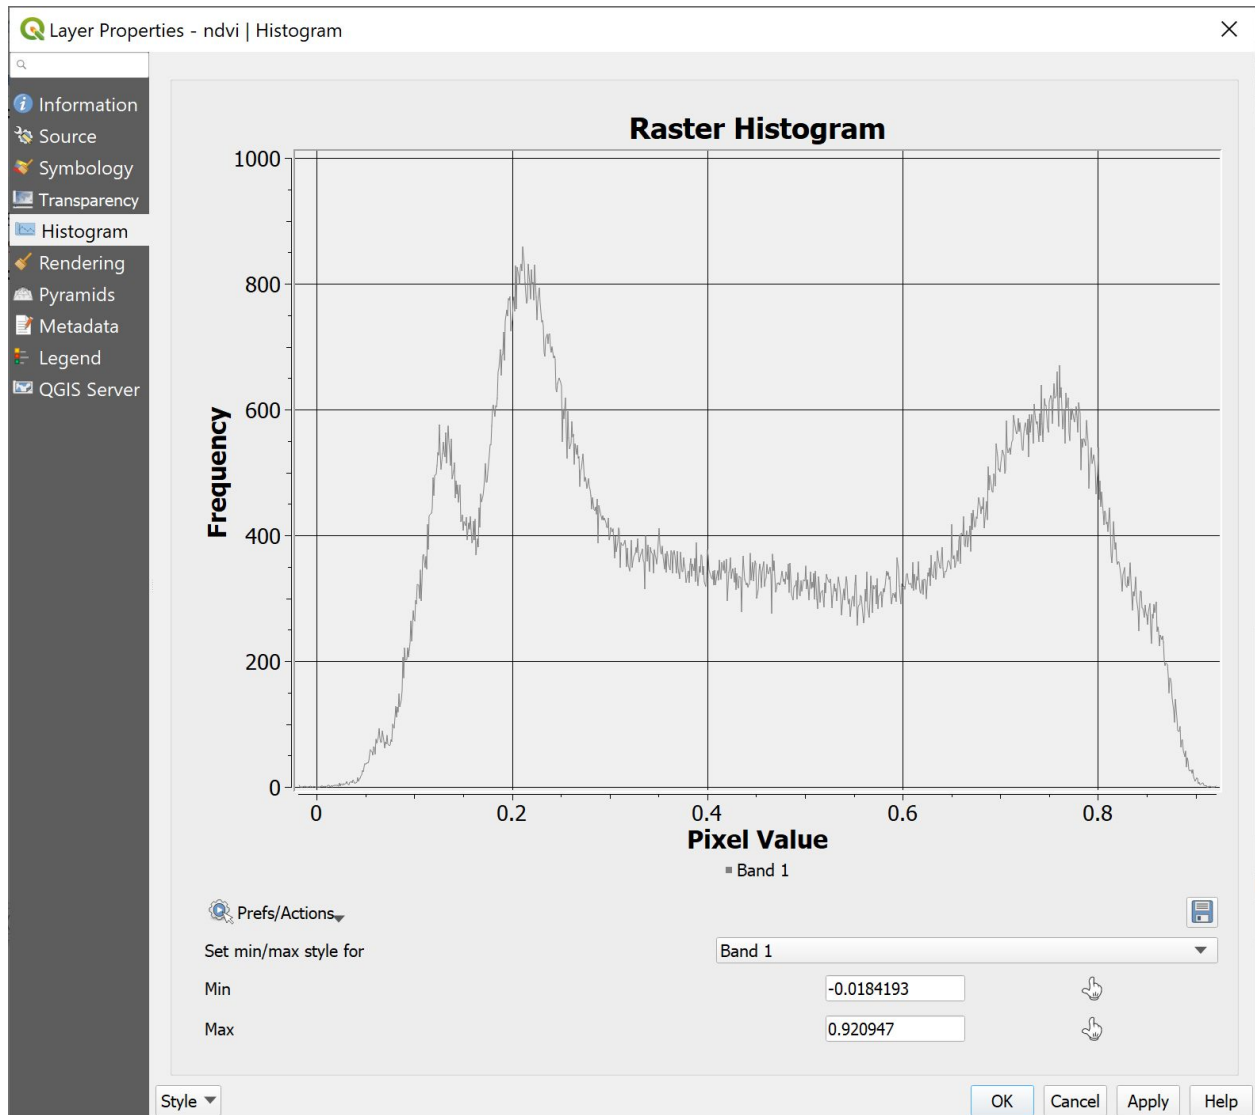 Layer Properties - ndvi | Histogram
Information
Source
Symbology
Transparency
Histogram
Rendering
Pyramids
Metadata
Legend
QGIS Server
Raster Histogram
1000
800
600
400
200
0
Frequency
0 0.2 0.4 0.6 0.8
Pixel Value
Band 1
Prefs/Actions
Set min/max style for Band 1
Min -0.0184193
Max 0.920947
Style OK Cancel Apply Help